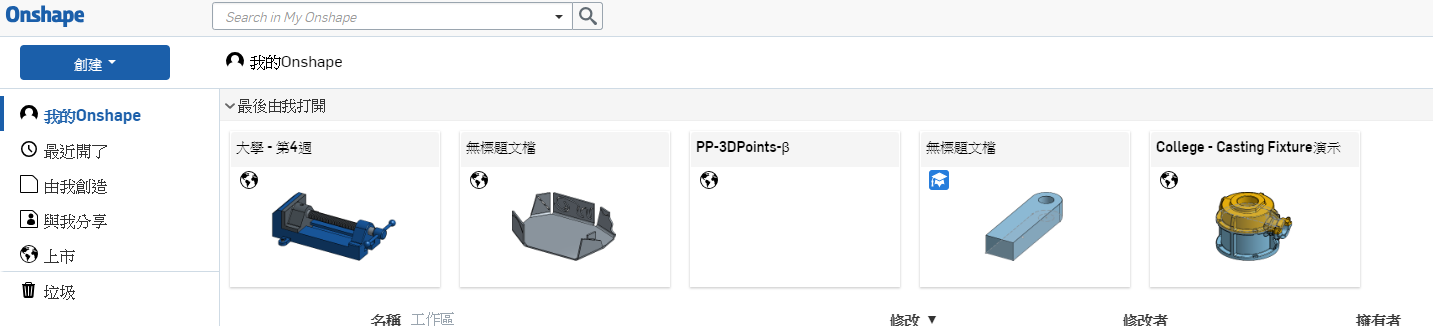 Onshape
Search in My Onshape
創建
我的Onshape
我的Onshape
最近開了
由我創造
與我分享
上市
垃圾
最後由我打開
大學 - 第4週
無標題文檔
PP-3DPoints-β
無標題文檔
College - Casting Fixture演示
名稱 工作區 修改 ▼ 修改者 擁有者